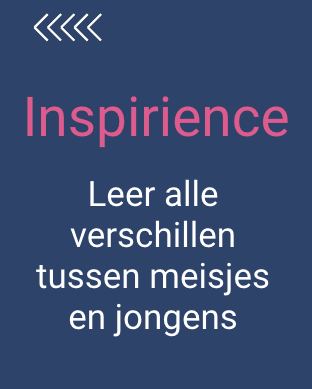 Inspirience
Leer alle
verschillen
tussen meisjes
en jongens